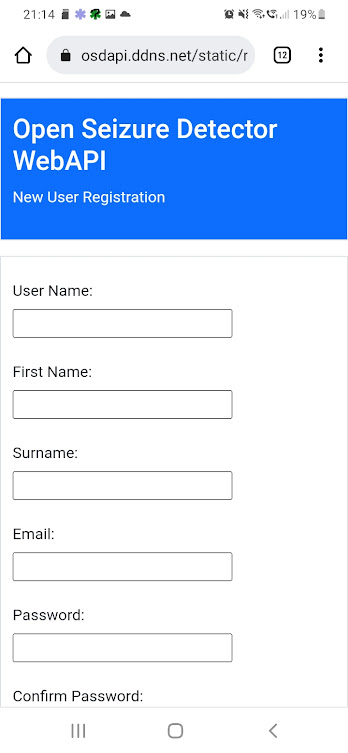 21:14 19%
osdapi.ddns.net/static/r 12
Open Seizure Detector
WebAPI
New User Registration
User Name:
First Name:
Surname:
Email:
Password:
Confirm Password: